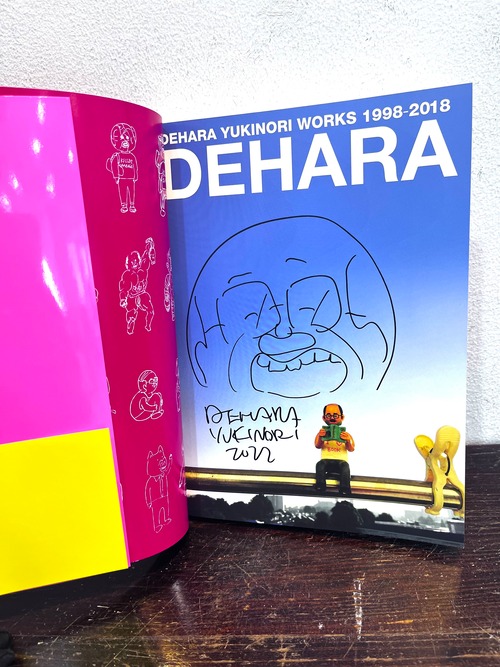 DEHARA YUKINORI WORKS 1998-2018
DEHARA
DEHARA
YUKINORI
2022